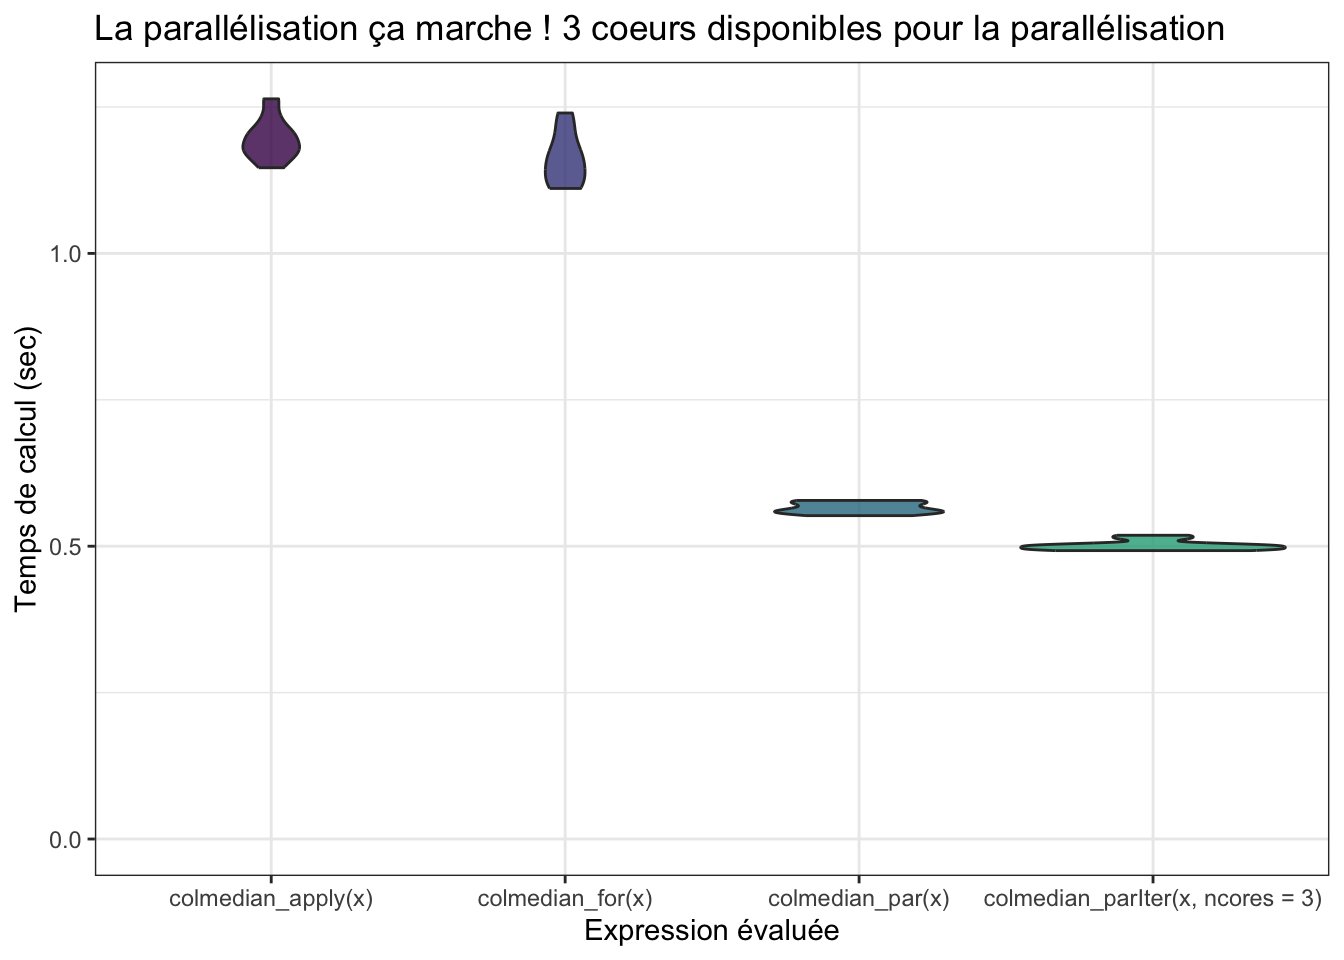 La parallélisation ça marche ! 3 coeurs disponibles pour la parallélisation
Temps de calcul (sec)
1.0
0.5
0.0
colmedian_apply(x)
colmedian_for(x)
colmedian_par(x)
colmedian_parIter(x, ncores = 3)
Expression évaluée